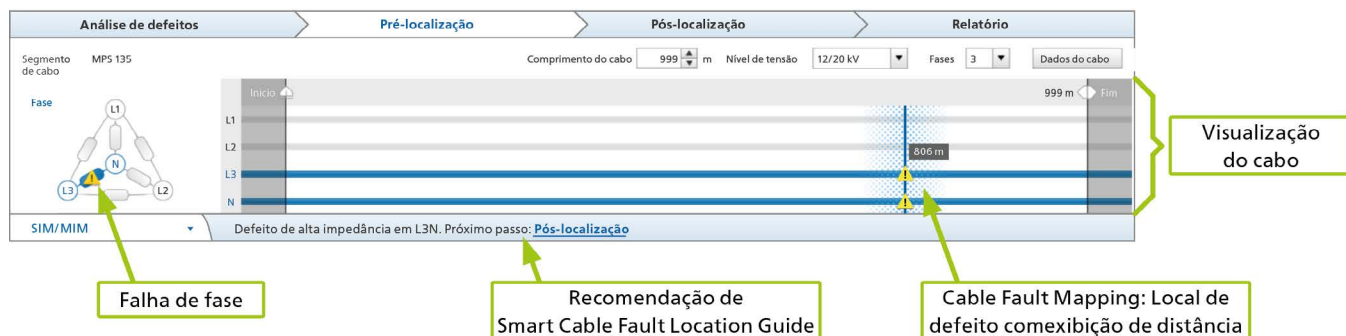 Análise de defeitos
Pré-localização
Pós-localização
Relatório
Segmento de cabo
MPS 135
Comprimento do cabo 999 m Nível de tensão 12/20 kV Fases 3 Dados do cabo
Fase
Início
999 m Fim
L1
L1
L2
806 m
N
L3
L3
L2
N
SIM/MIM
Defeito de alta impedância em L3N. Próximo passo: Pós-localização
Visualização
do cabo
Falha de fase
Recomendação de
Smart Cable Fault Location Guide
Cable Fault Mapping: Local de
defeito comexibição de distância